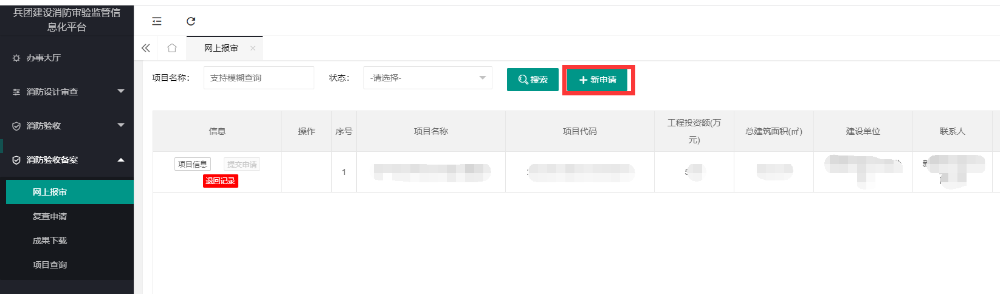 兵团建设消防审验监管信
息化平台
办事大厅
消防设计审查
消防验收
消防验收备案
网上报审
复查申请
成果下载
项目查询
网上报审
项目名称：
支持模糊查询
状态：
-请选择-
搜索
新申请
信息
操作
序号
项目名称
项目代码
工程投资额(万
元)
总建筑面积(㎡)
建设单位
联系人
项目信息
提交申请
退回记录
1